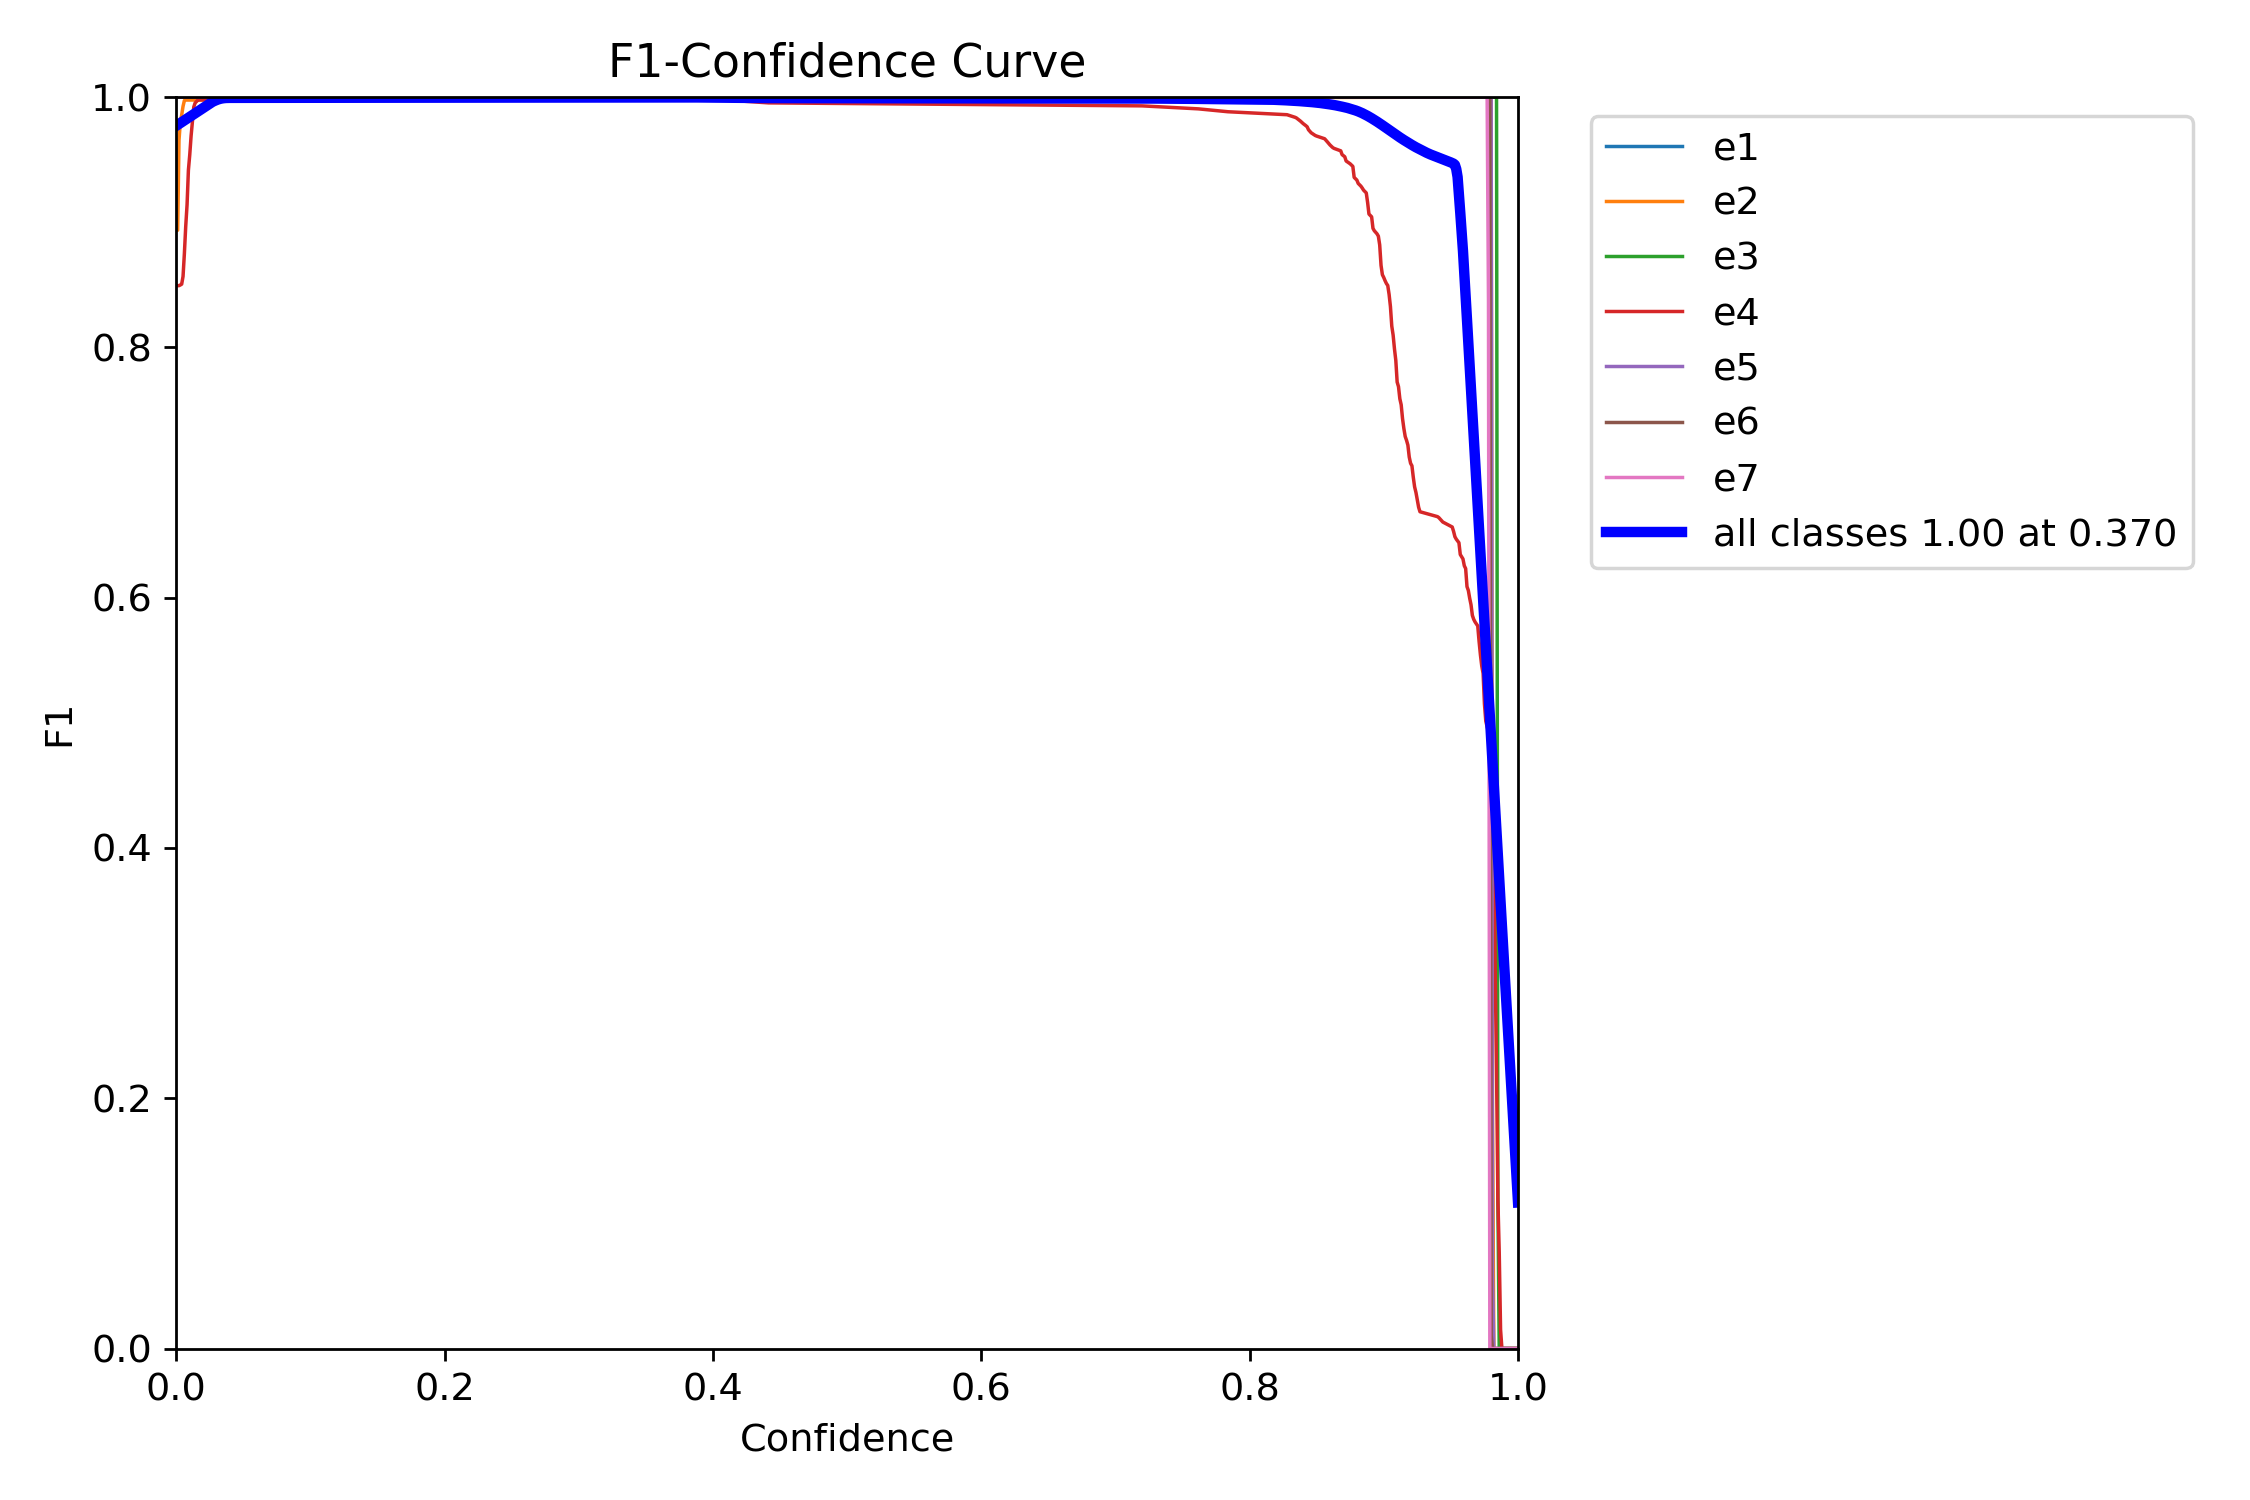 F1-Confidence Curve
1.0
0.8
0.6
0.4
0.2
0.0
F1
0.0 0.2 0.4 0.6 0.8 1.0
Confidence
e1
e2
e3
e4
e5
e6
e7
all classes 1.00 at 0.370